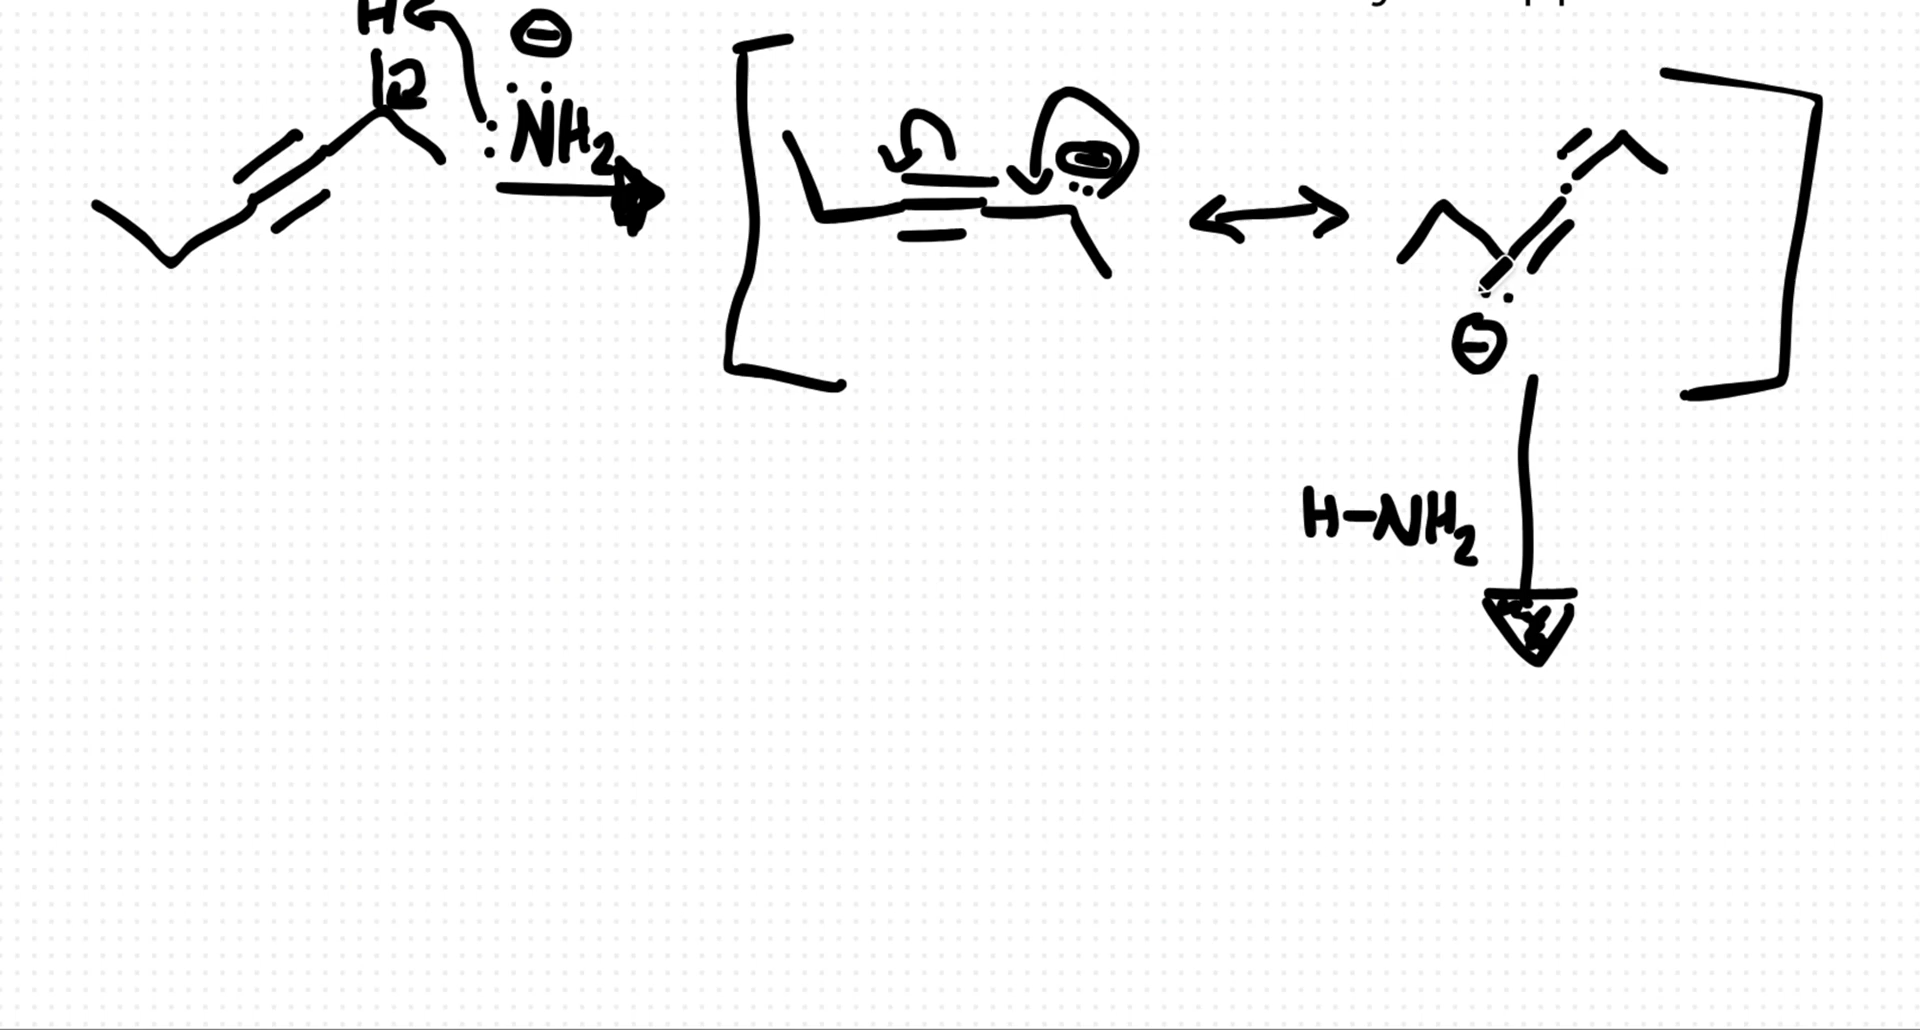 H
:NH₂ ⊖
⊖
⊖
H-NH₂